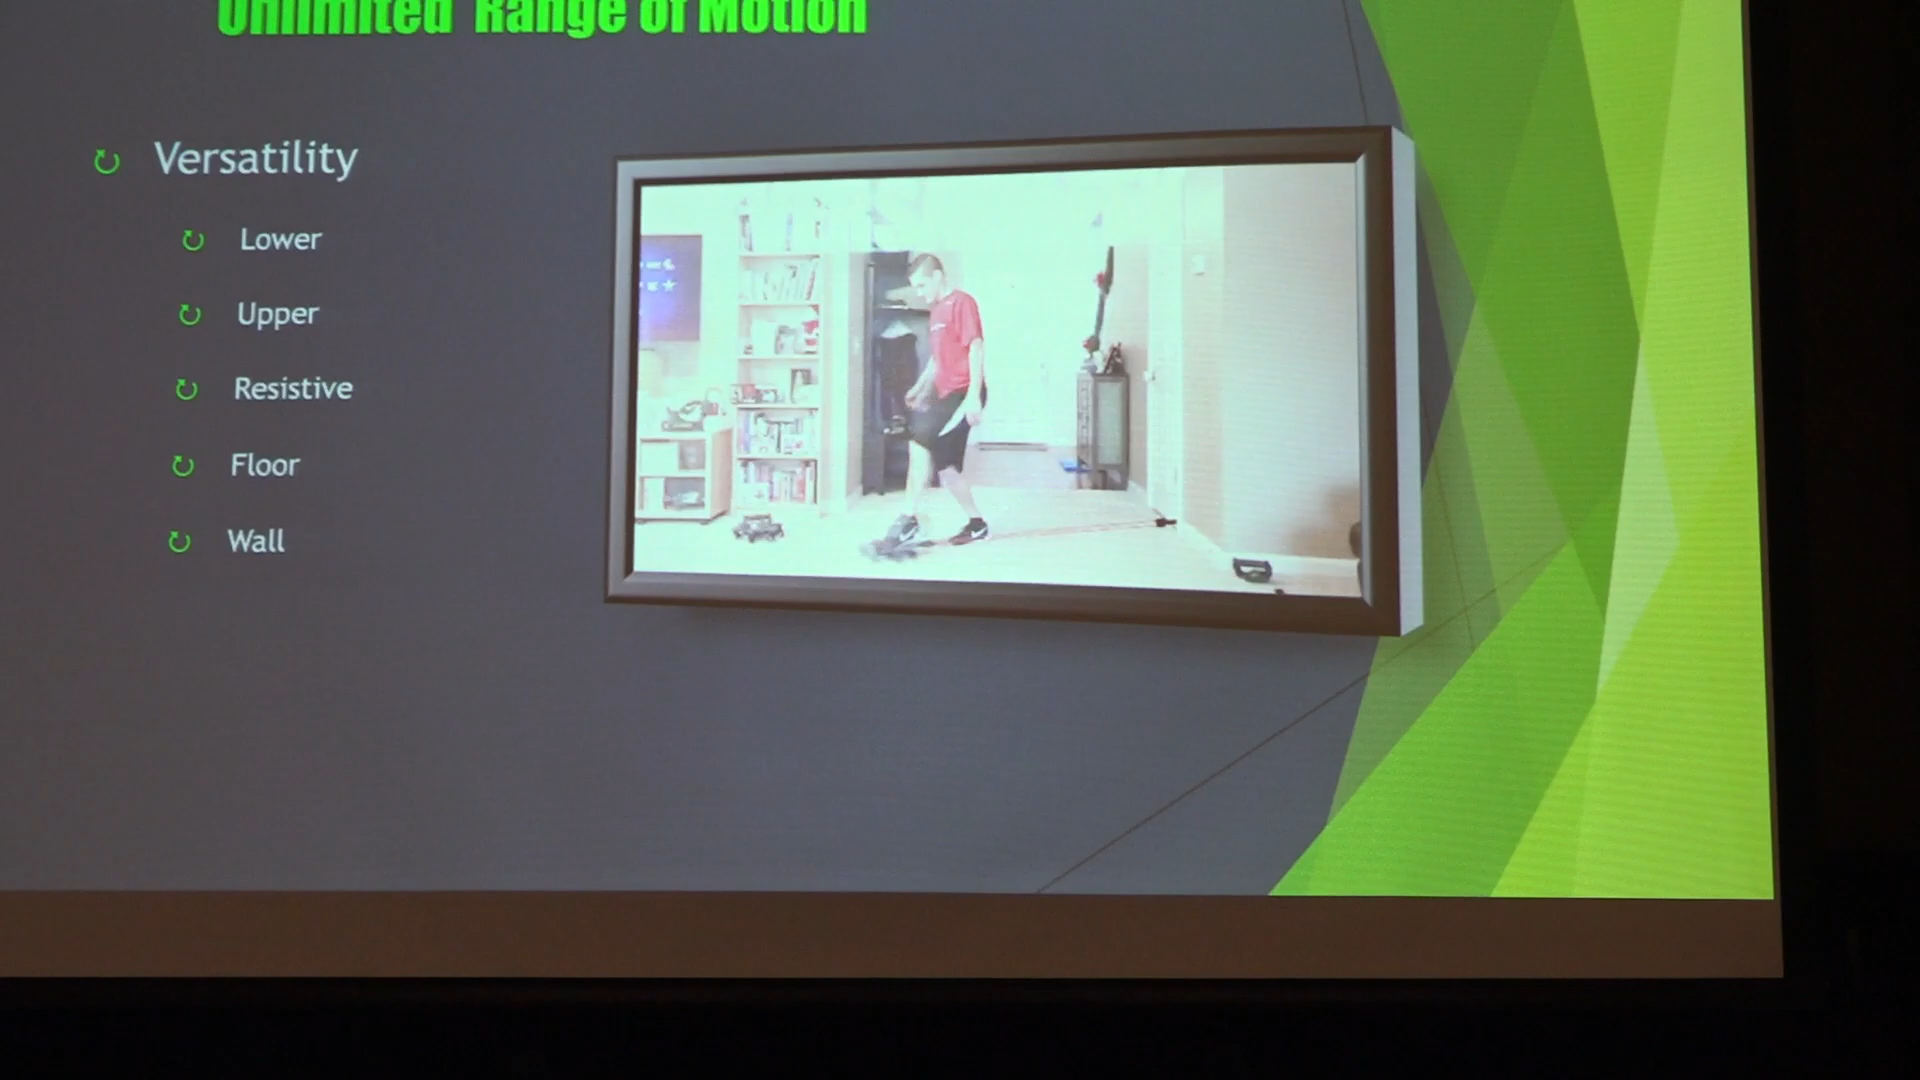 Unlimited Range of Motion
Versatility
Lower
Upper
Resistive
Floor
Wall